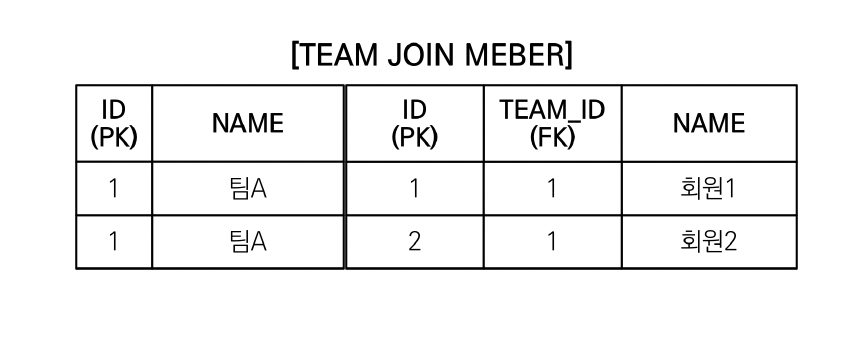 [TEAM JOIN MEBER]
ID (PK) NAME ID (PK) TEAM_ID (FK) NAME
1 팀A 1 1 회원1
1 팀A 2 1 회원2